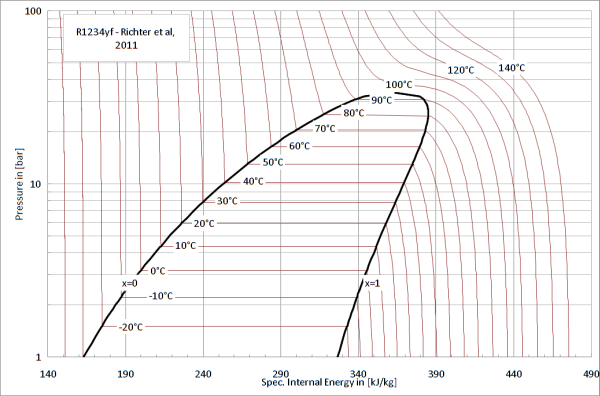 100
R1234yf - Richter et al,
2011
120°C
140°C
100°C
90°C
80°C
70°C
60°C
50°C
10
40°C
30°C
20°C
10°C
0°C
x=0
x=1
-10°C
-20°C
1
Pressure in [bar]
140
190
240
290
340
390
440
490
Spec. Internal Energy in [kJ/kg]